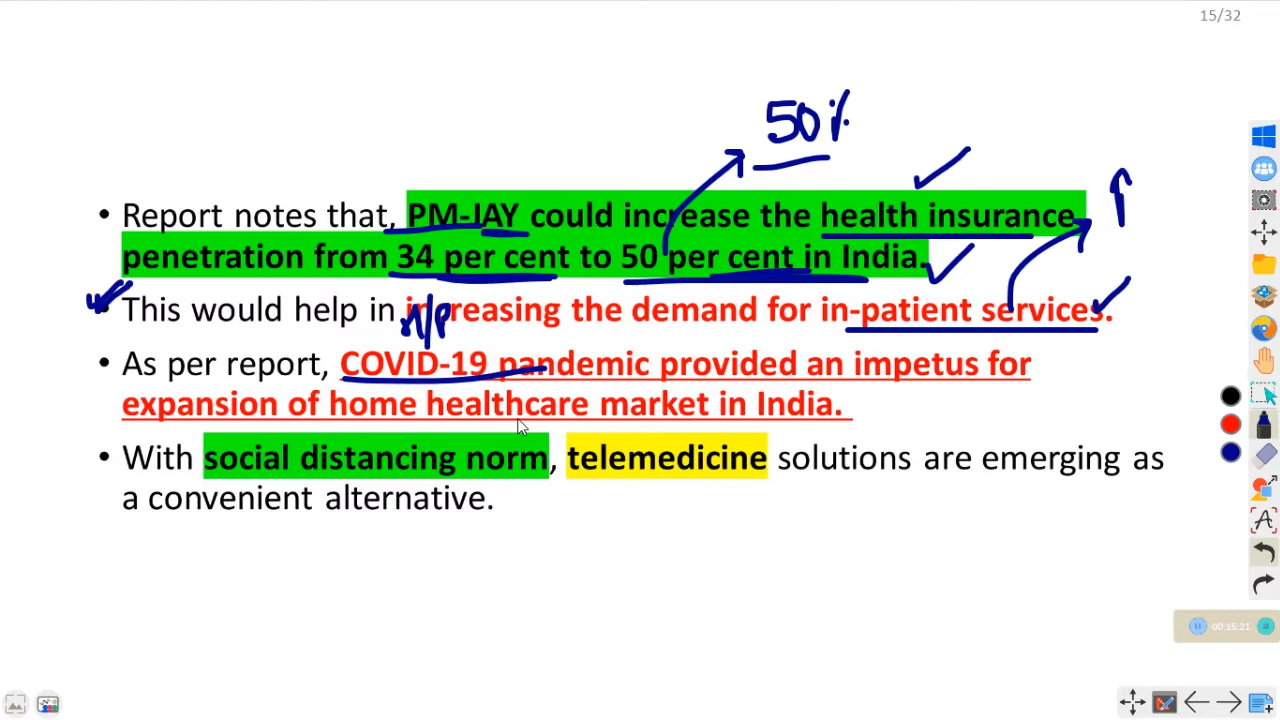 15/32
50%
• Report notes that, PM-JAY could increase the health insurance
penetration from 34 per cent to 50 per cent in India.
• This would help in increasing the demand for in-patient services.
• As per report, COVID-19 pandemic provided an impetus for
expansion of home healthcare market in India.
• With social distancing norm, telemedicine solutions are emerging as
a convenient alternative.
00:15:21